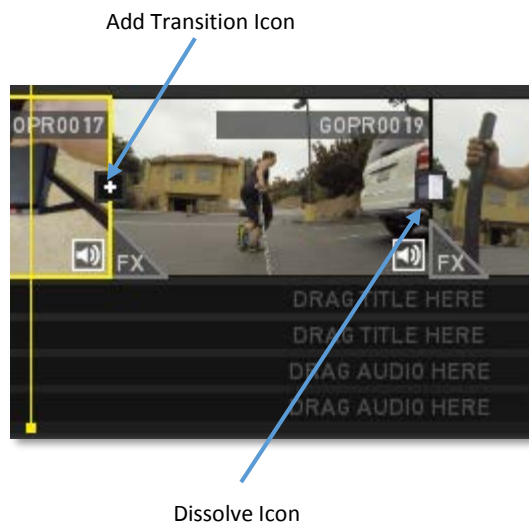 Add Transition Icon
OPR0017
GOPR0019
FX
FX
DRAG TITLE HERE
DRAG TITLE HERE
DRAG AUDIO HERE
DRAG AUDIO HERE
Dissolve Icon